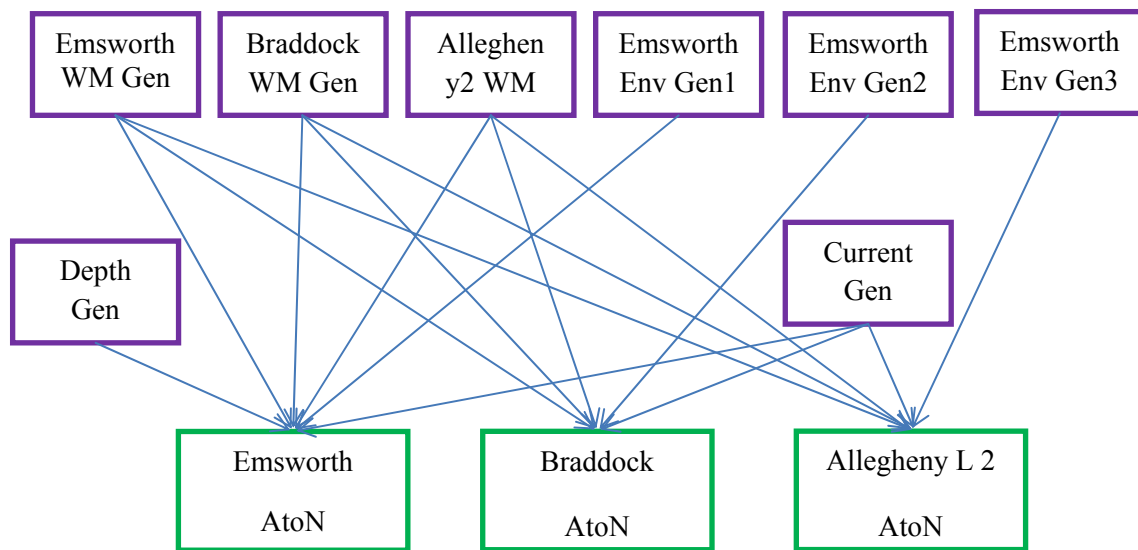 Emsworth
WM Gen
Braddock
WM Gen
Alleghen
y2 WM
Emsworth
Env Gen1
Emsworth
Env Gen2
Emsworth
Env Gen3
Depth
Gen
Current
Gen
Emsworth
AtoN
Braddock
AtoN
Allegheny L 2
AtoN